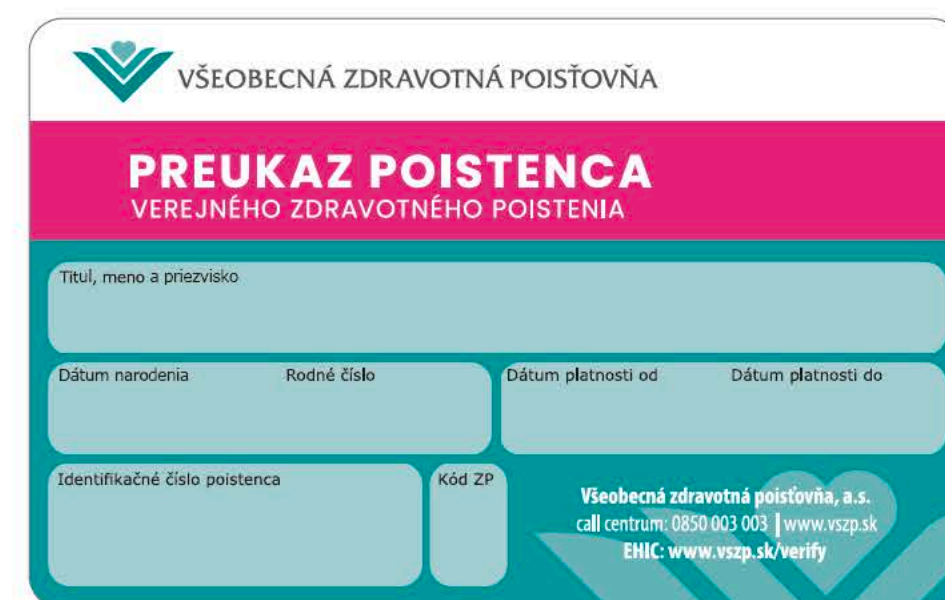 VŠEOBECNÁ ZDRAVOTNÁ POISŤOVŇA
PREUKAZ POISTENCA
VEREJNÉHO ZDRAVOTNÉHO POISTENIA
Titul, meno a priezvisko
Dátum narodenia Rodné číslo Dátum platnosti od Dátum platnosti do
Identifikačné číslo poistenca Kód ZP
Všeobecná zdravotná poisťovňa, a.s.
call centrum: 0850 003 003 | www.vszp.sk
EHIC: www.vszp.sk/verify